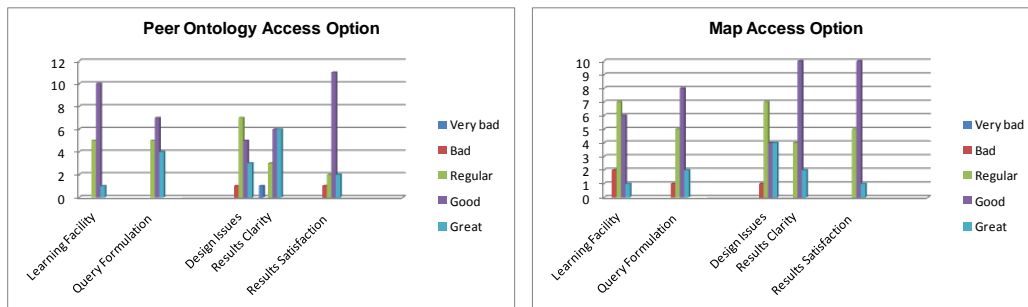 Peer Ontology Access Option
12
10
8
6
4
2
0
Learning Facility
Query Formulation
Design Issues
Results Clarity
Results Satisfaction
Very bad
Bad
Regular
Good
Great
Map Access Option
10
9
8
7
6
5
4
3
2
1
0
Learning Facility
Query Formulation
Design Issues
Results Clarity
Results Satisfaction
Very bad
Bad
Regular
Good
Great